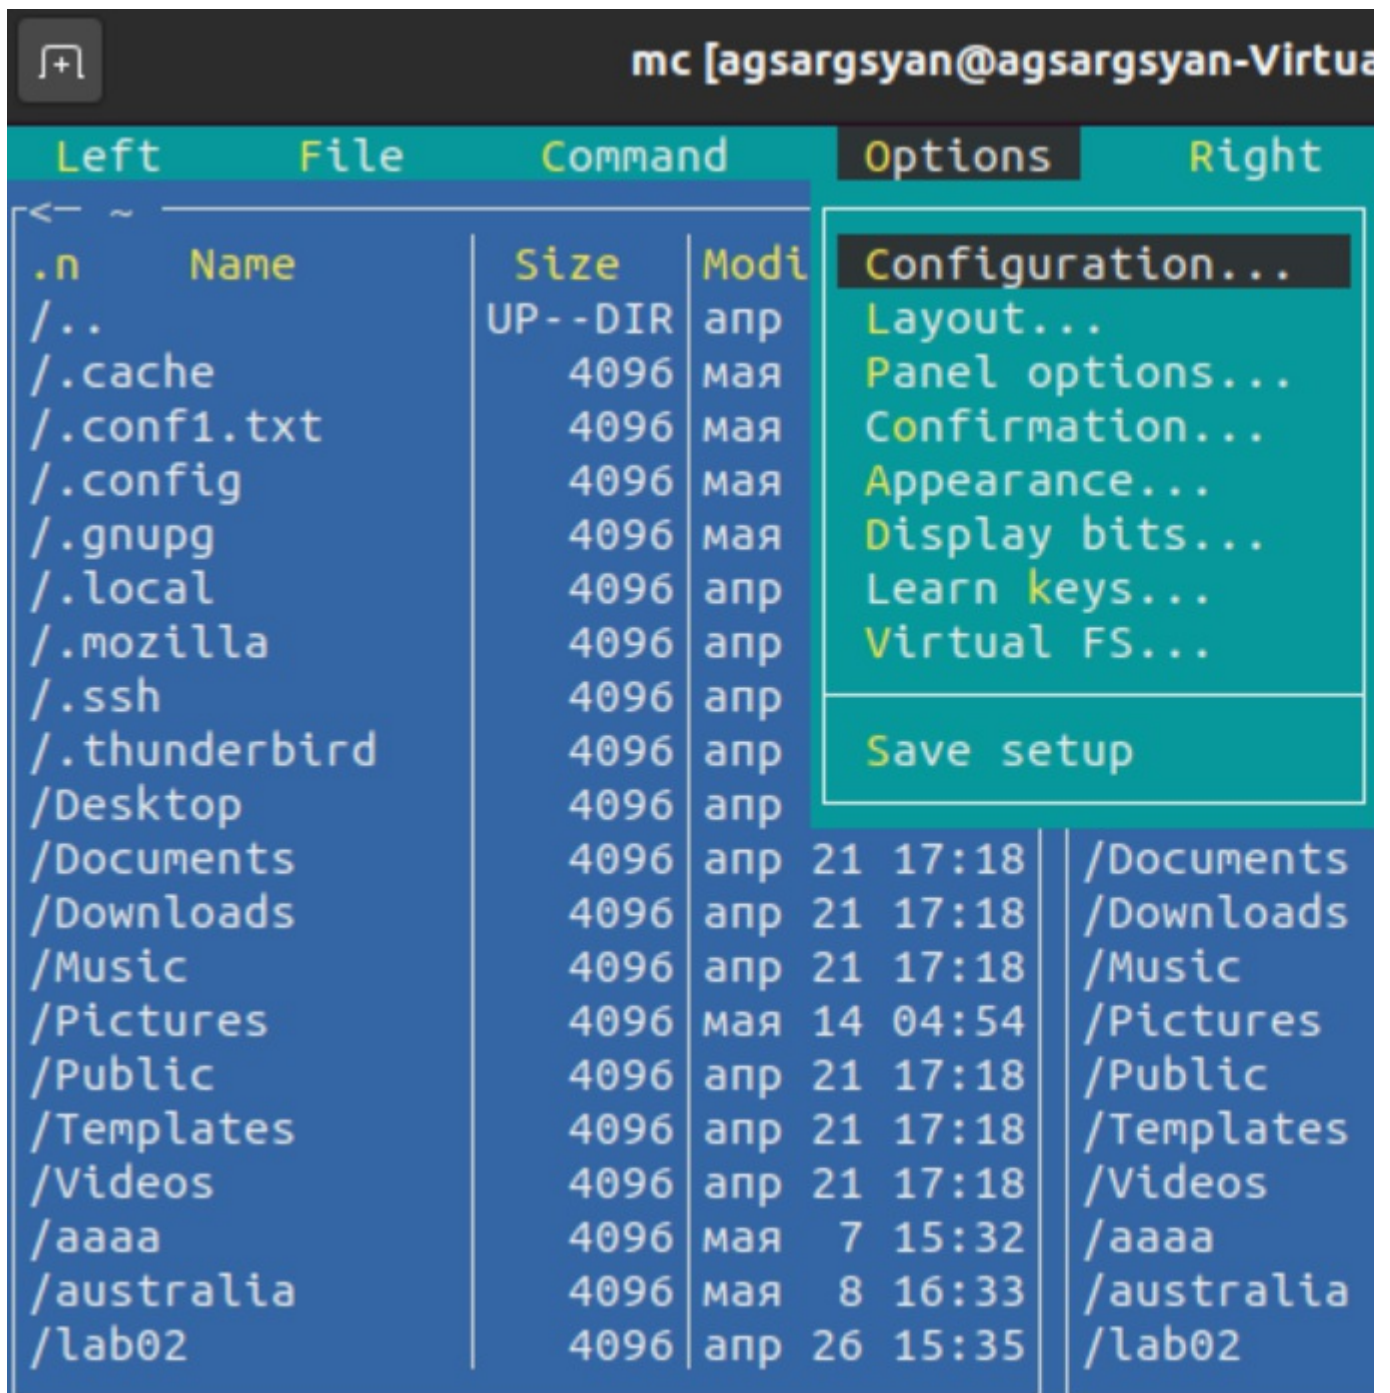 mc [agsargsyan@agsargsyan-Virtua
Left File Command Options Right
<─ ~
.n Name Size Modi Configuration...
/.. UP--DIR апр Layout...
/.cache 4096 мая Panel options...
/.conf1.txt 4096 мая Confirmation...
/.config 4096 мая Appearance...
/.gnupg 4096 мая Display bits...
/.local 4096 апр Learn keys...
/.mozilla 4096 апр Virtual FS...
/.ssh 4096 апр
/.thunderbird 4096 апр Save setup
/Desktop 4096 апр
/Documents 4096 апр 21 17:18 /Documents
/Downloads 4096 апр 21 17:18 /Downloads
/Music 4096 апр 21 17:18 /Music
/Pictures 4096 мая 14 04:54 /Pictures
/Public 4096 апр 21 17:18 /Public
/Templates 4096 апр 21 17:18 /Templates
/Videos 4096 апр 21 17:18 /Videos
/aaaa 4096 мая 7 15:32 /aaaa
/australia 4096 мая 8 16:33 /australia
/lab02 4096 апр 26 15:35 /lab02